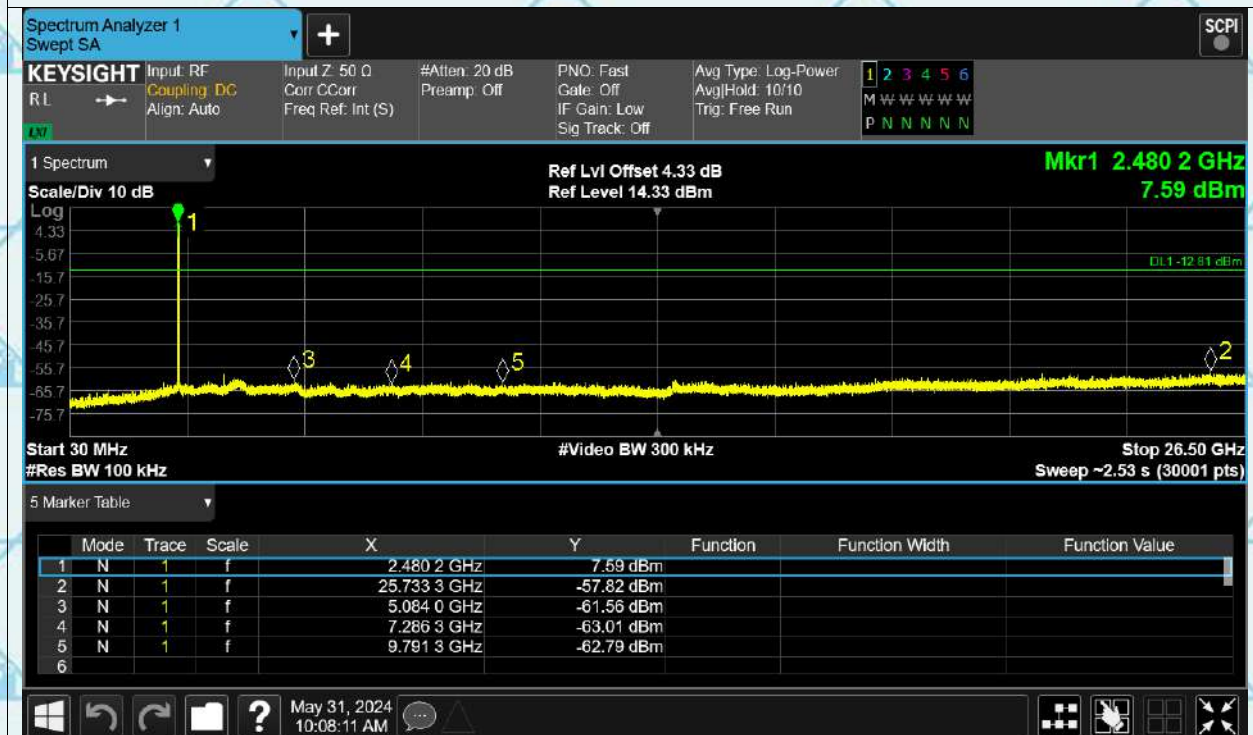 Spectrum Analyzer 1
Swept SA
+
SCPI
KEYSIGHT
RL
LXI
Input: RF
Coupling: DC
Align: Auto
Input Z: 50 Ω
Corr CCorr
Freq Ref: Int (S)
#Atten: 20 dB
Preamp: Off
PNO: Fast
Gate: Off
IF Gain: Low
Sig Track: Off
Avg Type: Log-Power
Avg|Hold: 10/10
Trig: Free Run
1 2 3 4 5 6
M W W W W W
P N N N N N
1 Spectrum
Scale/Div 10 dB
Log
Ref Lvl Offset 4.33 dB
Ref Level 14.33 dBm
Mkr1 2.480 2 GHz
7.59 dBm
1
4.33
-5.67
DL1 -12.81 dBm
-15.7
-25.7
-35.7
-45.7
3
4
5
2
-55.7
-65.7
-75.7
Start 30 MHz
#Video BW 300 kHz
Stop 26.50 GHz
#Res BW 100 kHz
Sweep ~2.53 s (30001 pts)
5 Marker Table
Mode Trace Scale X Y Function Function Width Function Value
1 N 1 f 2.480 2 GHz 7.59 dBm
2 N 1 f 25.733 3 GHz -57.82 dBm
3 N 1 f 5.084 0 GHz -61.56 dBm
4 N 1 f 7.286 3 GHz -63.01 dBm
5 N 1 f 9.791 3 GHz -62.79 dBm
6
?
May 31, 2024
10:08:11 AM